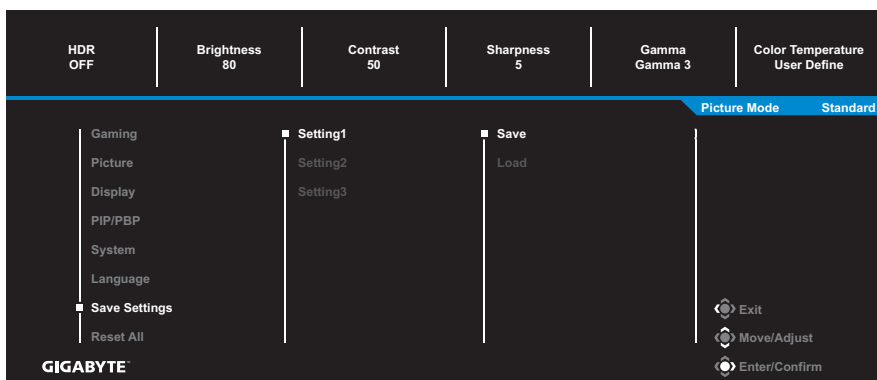 HDR Brightness Contrast Sharpness Gamma Color Temperature
OFF 80 50 5 Gamma 3 User Define
Picture Mode Standard
Gaming Setting1 Save
Picture Setting2 Load
Display Setting3
PIP/PBP
System
Language
Save Settings Exit
Reset All Move/Adjust
GIGABYTE™ Enter/Confirm